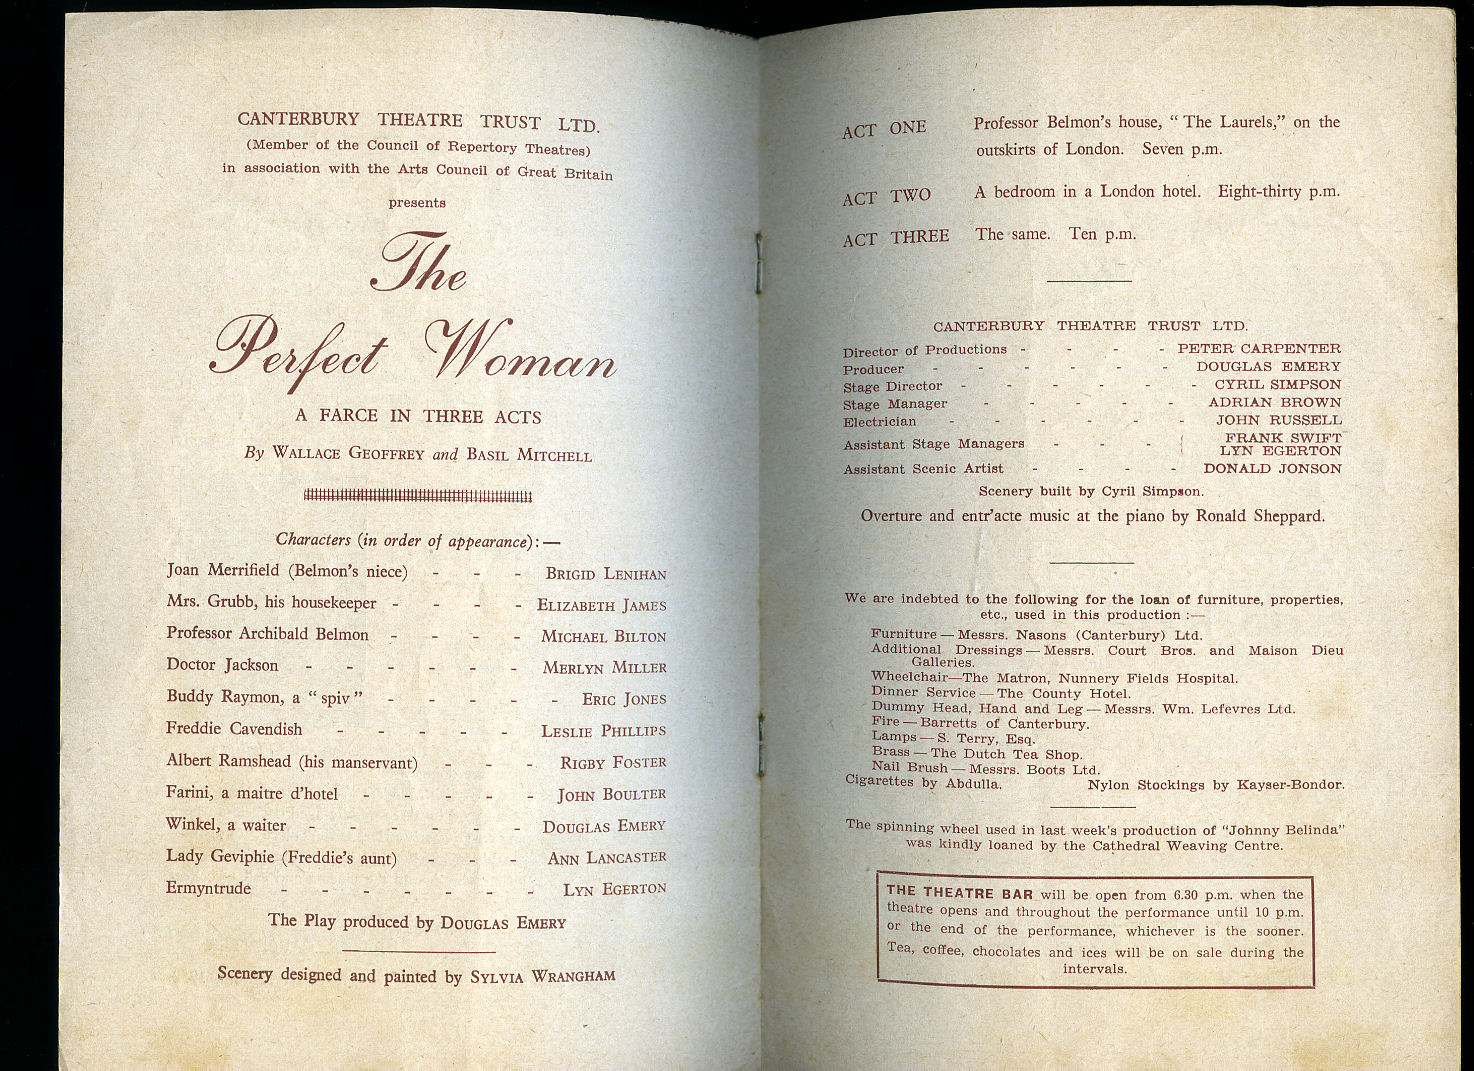 CANTERBURY THEATRE TRUST LTD.
(Member of the Council of Repertory Theatres)
in association with the Arts Council of Great Britain
presents
The
Perfect Woman
A FARCE IN THREE ACTS
By WALLACE GEOFFREY and BASIL MITCHELL
Characters (in order of appearance):—
Joan Merrifield (Belmon's niece) - - - BRIGID LENIHAN
Mrs. Grubb, his housekeeper - - - - ELIZABETH JAMES
Professor Archibald Belmon - - - - MICHAEL BILTON
Doctor Jackson - - - - - - MERLYN MILLER
Buddy Raymon, a “ spiv ” - - - - - ERIC JONES
Freddie Cavendish - - - - - LESLIE PHILLIPS
Albert Ramshead (his manservant) - - - RIGBY FOSTER
Farini, a maitre d'hotel - - - - - JOHN BOULTER
Winkel, a waiter - - - - - - DOUGLAS EMERY
Lady Geviphie (Freddie's aunt) - - - ANN LANCASTER
Ermyntrude - - - - - - - LYN EGERTON
The Play produced by DOUGLAS EMERY
Scenery designed and painted by SYLVIA WRANGHAM
ACT ONE Professor Belmon's house, “ The Laurels,” on the
outskirts of London. Seven p.m.
ACT TWO A bedroom in a London hotel. Eight-thirty p.m.
ACT THREE The same. Ten p.m.
CANTERBURY THEATRE TRUST LTD.
Director of Productions - - - - PETER CARPENTER
Producer - - - - - - DOUGLAS EMERY
Stage Director - - - - - - CYRIL SIMPSON
Stage Manager - - - - - ADRIAN BROWN
Electrician - - - - - - JOHN RUSSELL
Assistant Stage Managers - - - { FRANK SWIFT
LYN EGERTON
Assistant Scenic Artist - - - - DONALD JONSON
Scenery built by Cyril Simpson.
Overture and entr'acte music at the piano by Ronald Sheppard.
We are indebted to the following for the loan of furniture, properties,
etc., used in this production :—
Furniture — Messrs. Nasons (Canterbury) Ltd.
Additional Dressings — Messrs. Court Bros. and Maison Dieu
Galleries.
Wheelchair—The Matron, Nunnery Fields Hospital.
Dinner Service — The County Hotel.
Dummy Head, Hand and Leg — Messrs. Wm. Lefevres Ltd.
Fire — Barretts of Canterbury.
Lamps — S. Terry, Esq.
Brass — The Dutch Tea Shop.
Nail Brush — Messrs. Boots Ltd.
Cigarettes by Abdulla. Nylon Stockings by Kayser-Bondor.
The spinning wheel used in last week's production of “Johnny Belinda”
was kindly loaned by the Cathedral Weaving Centre.
THE THEATRE BAR will be open from 6.30 p.m. when the
theatre opens and throughout the performance until 10 p.m.
or the end of the performance, whichever is the sooner.
Tea, coffee, chocolates and ices will be on sale during the
intervals.